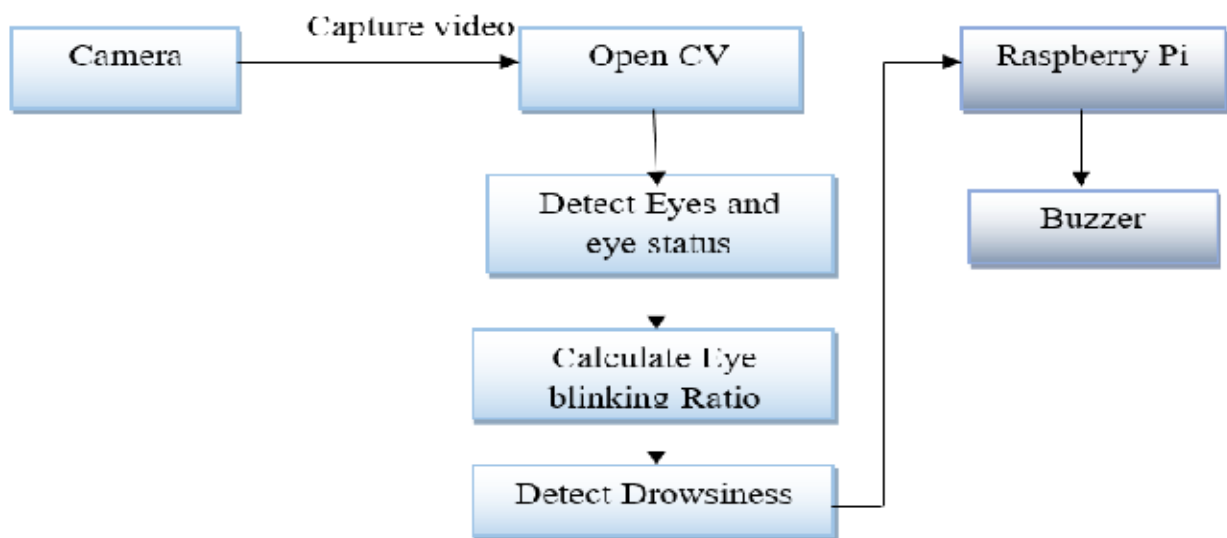 Camera
Capture video
Open CV
Detect Eyes and
eye status
Calculate Eye
blinking Ratio
Detect Drowsiness
Raspberry Pi
Buzzer